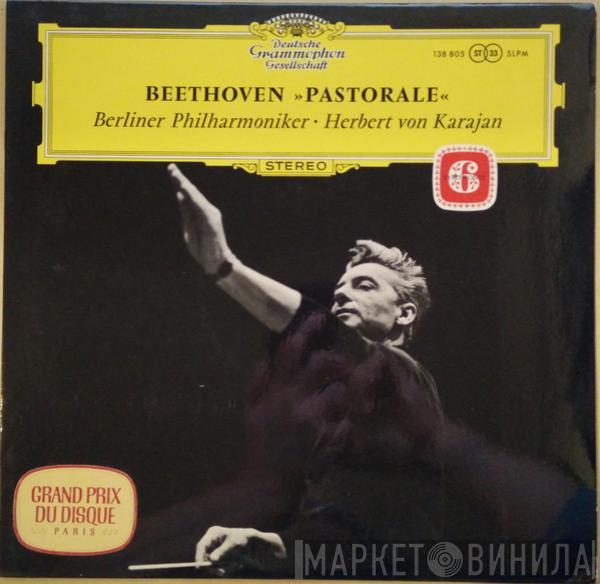 Deutsche
Grammophon
Gesellschaft
138 805 ST 33 SLPM
BEETHOVEN »PASTORALE«
Berliner Philharmoniker · Herbert von Karajan
STEREO
6
GRAND PRIX
DU DISQUE
PARIS
МАРКЕТ ВИНИЛА